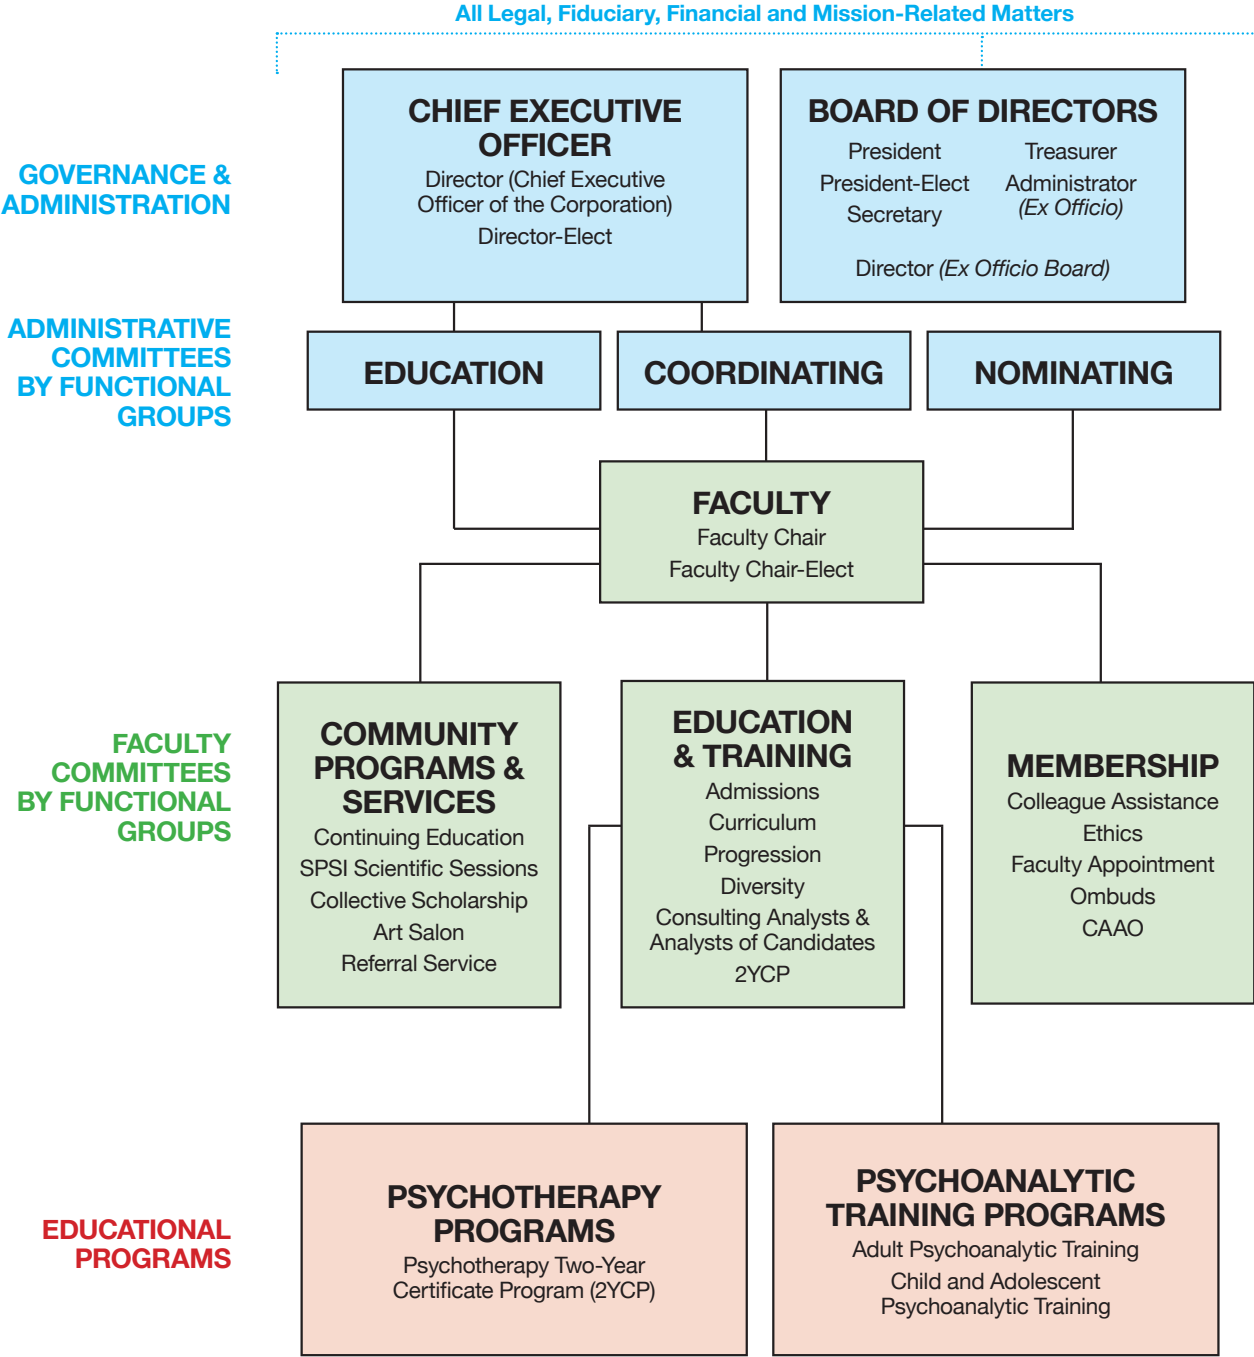 All Legal, Fiduciary, Financial and Mission-Related Matters
GOVERNANCE &
ADMINISTRATION
CHIEF EXECUTIVE
OFFICER
Director (Chief Executive
Officer of the Corporation)
Director-Elect
BOARD OF DIRECTORS
President
President-Elect
Secretary
Treasurer
Administrator
(Ex Officio)
Director (Ex Officio Board)
ADMINISTRATIVE
COMMITTEES
BY FUNCTIONAL
GROUPS
EDUCATION
COORDINATING
NOMINATING
FACULTY
Faculty Chair
Faculty Chair-Elect
FACULTY
COMMITTEES
BY FUNCTIONAL
GROUPS
COMMUNITY
PROGRAMS &
SERVICES
Continuing Education
SPSI Scientific Sessions
Collective Scholarship
Art Salon
Referral Service
EDUCATION
& TRAINING
Admissions
Curriculum
Progression
Diversity
Consulting Analysts &
Analysts of Candidates
2YCP
MEMBERSHIP
Colleague Assistance
Ethics
Faculty Appointment
Ombuds
CAAO
EDUCATIONAL
PROGRAMS
PSYCHOTHERAPY
PROGRAMS
Psychotherapy Two-Year
Certificate Program (2YCP)
PSYCHOANALYTIC
TRAINING PROGRAMS
Adult Psychoanalytic Training
Child and Adolescent
Psychoanalytic Training